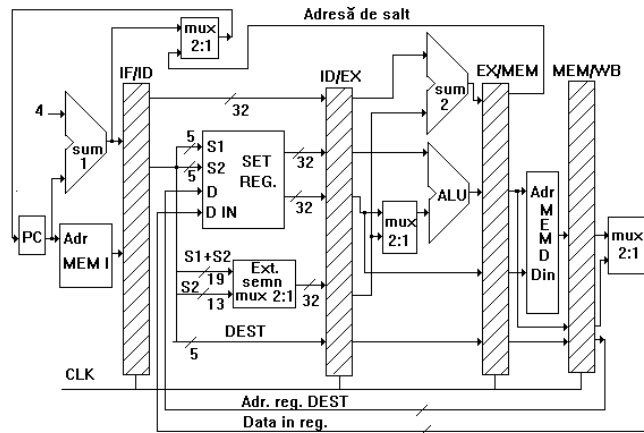 Adresă de salt
mux
2:1
IF/ID
ID/EX
EX/MEM
MEM/WB
4
sum
1
32
sum
2
5
S1
5
S2
D
D IN
SET
REG.
32
32
ALU
mux
2:1
Adr
M
E
M
D
Din
mux
2:1
PC
Adr
MEM I
S1+S2
19
S2
13
Ext.
semn
mux 2:1
32
DEST
5
CLK
Adr. reg. DEST
Data in reg.